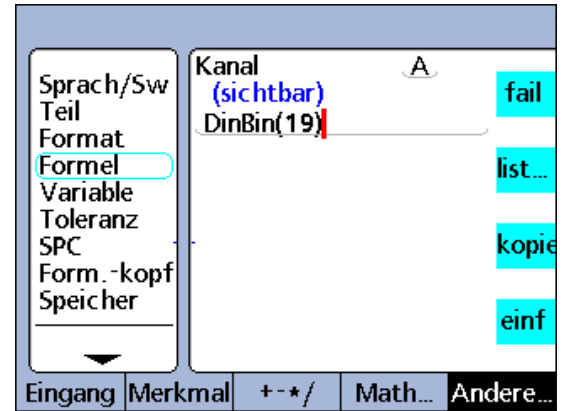 Sprach/Sw
Teil
Format
Formel
Variable
Toleranz
SPC
Form.-kopf
Speicher
Kanal A
(sichtbar)
DinBin(19)
fail
list...
kopie
einf
Eingang Merkmal +-*/ Math... Andere...